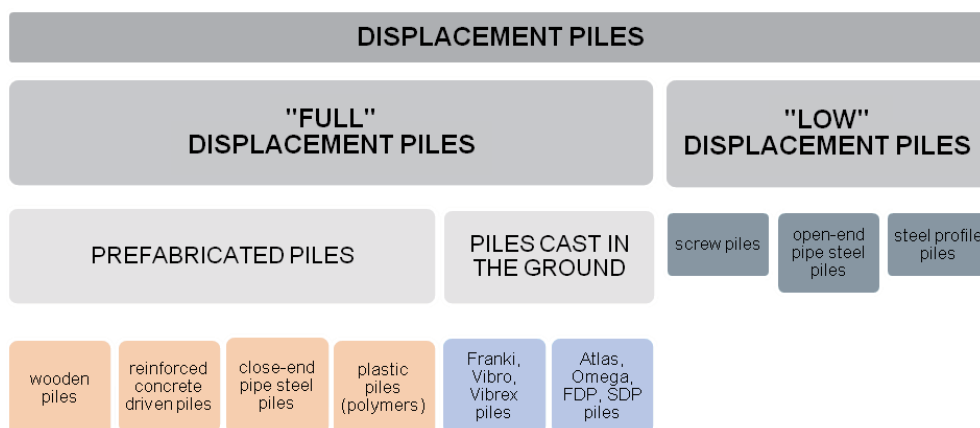 DISPLACEMENT PILES
"FULL"
DISPLACEMENT PILES
"LOW"
DISPLACEMENT PILES
PREFABRICATED PILES
PILES CAST IN
THE GROUND
screw piles
open-end
pipe steel
piles
steel profile
piles
wooden
piles
reinforced
concrete
driven piles
close-end
pipe steel
piles
plastic
piles
(polymers)
Franki,
Vibro,
Vibrex
piles
Atlas,
Omega,
FDP, SDP
piles